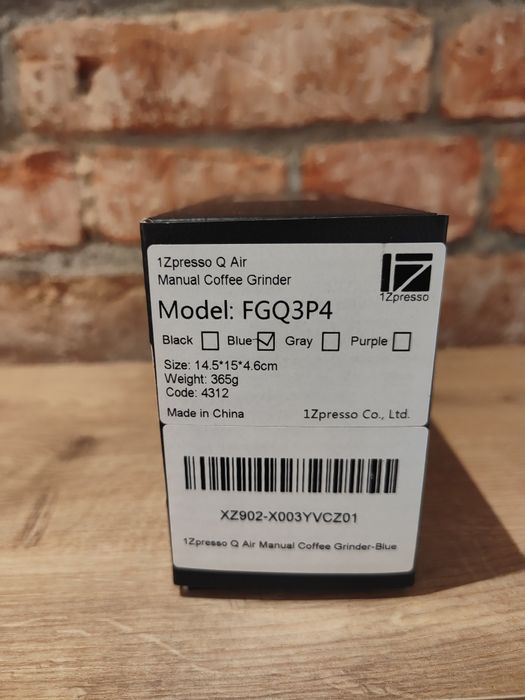 1Zpresso Q Air
Manual Coffee Grinder
1Zpresso
Model: FGQ3P4
Black Blue Gray Purple
Size: 14.5*15*4.6cm
Weight: 365g
Code: 4312
Made in China 1Zpresso Co., Ltd.
XZ902-X003YVCZ01
1Zpresso Q Air Manual Coffee Grinder-Blue